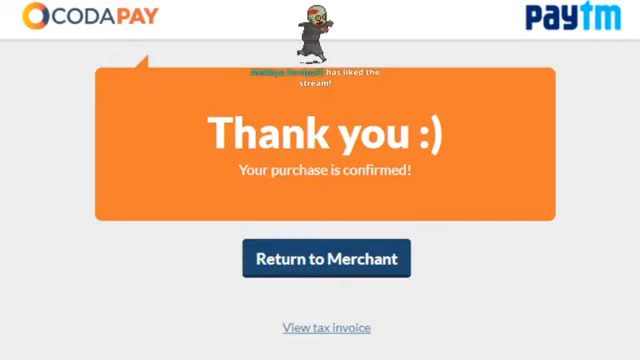 CODAPAY
paytm
has liked the
stream!
Thank you :)
Your purchase is confirmed!
Return to Merchant
View tax invoice